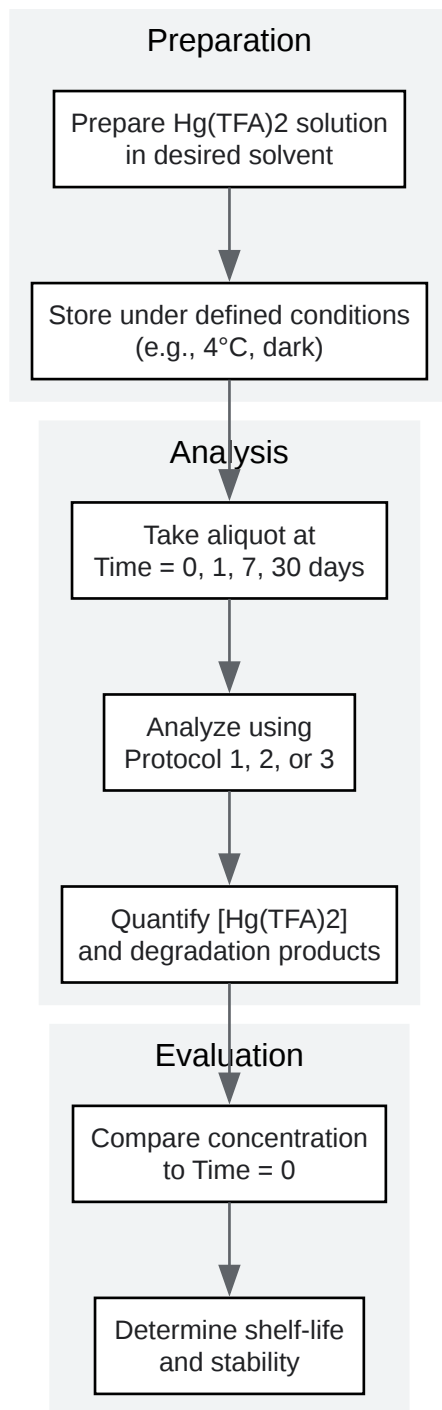 Preparation
Prepare Hg(TFA)2 solution
in desired solvent
Store under defined conditions
(e.g., 4°C, dark)
Analysis
Take aliquot at
Time = 0, 1, 7, 30 days
Analyze using
Protocol 1, 2, or 3
Quantify [Hg(TFA)2]
and degradation products
Evaluation
Compare concentration
to Time = 0
Determine shelf-life
and stability